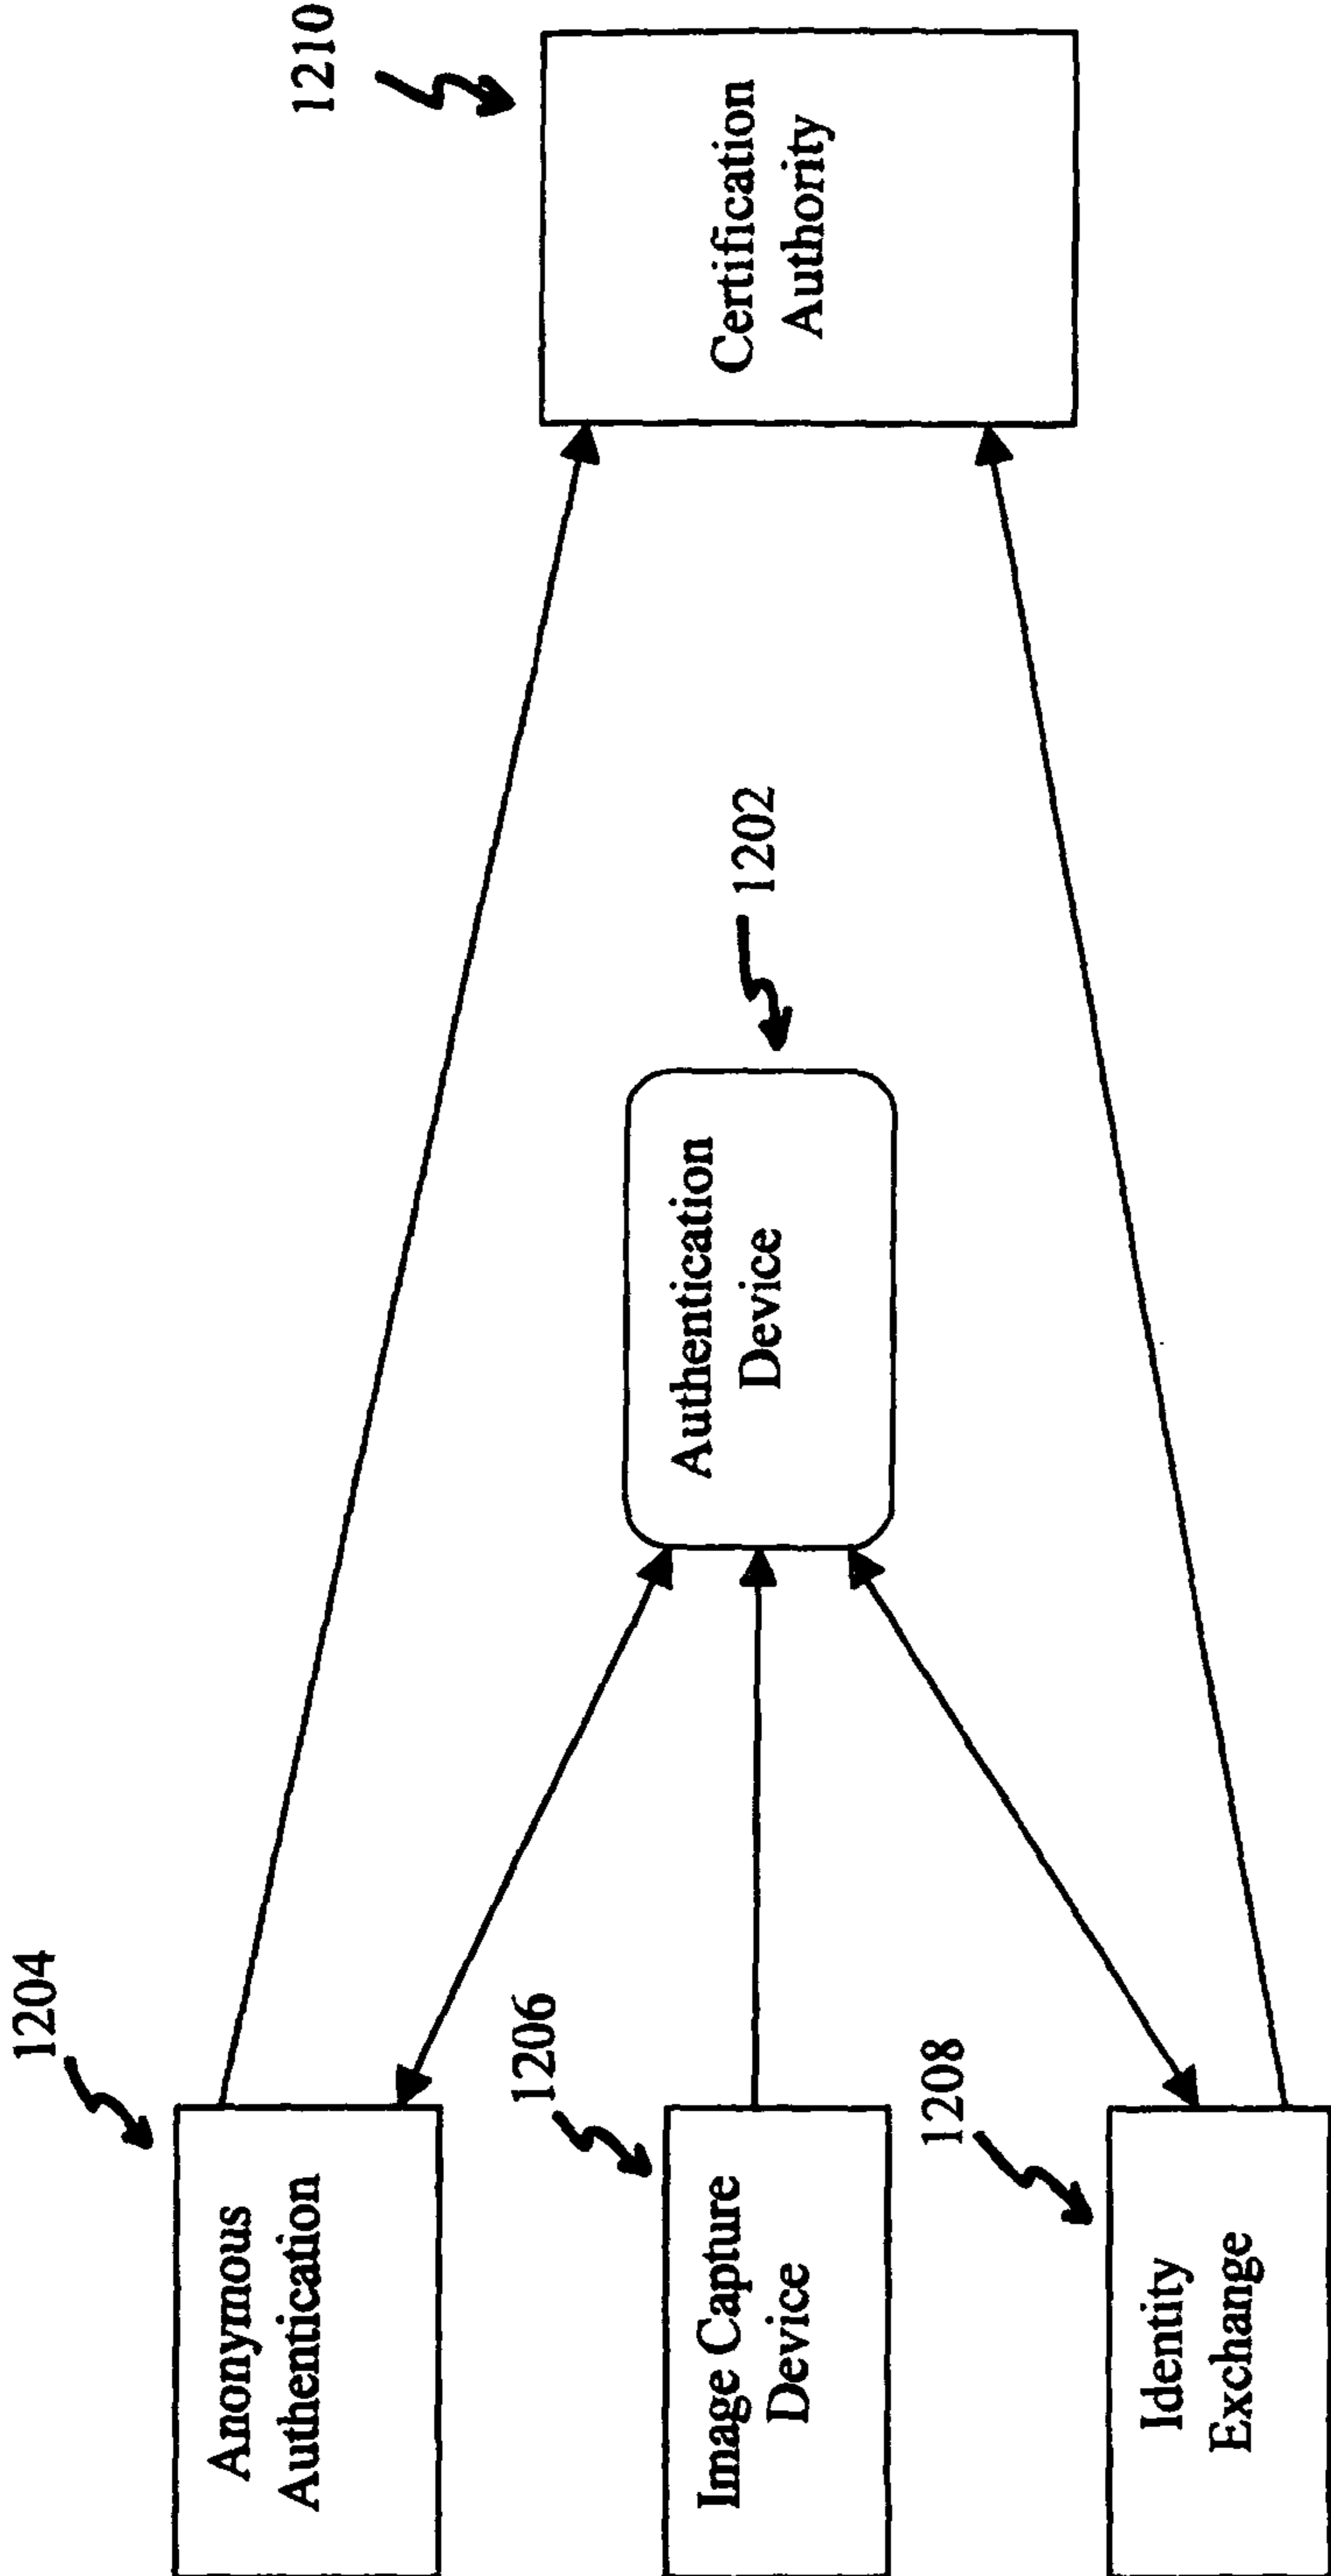 1204
Anonymous
Authentication
1206
Image Capture
Device
1208
Identity
Exchange
Authentication
Device
1202
Certification
Authority
1210